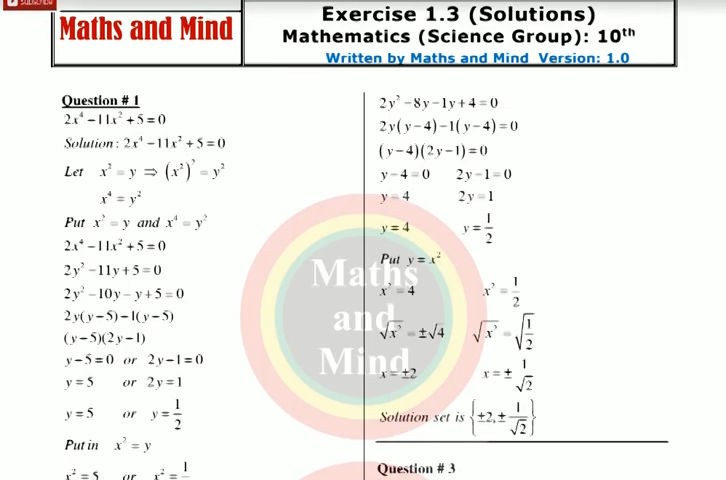 SUBSCRIBE
Maths and Mind
Exercise 1.3 (Solutions)
Mathematics (Science Group): 10th
Written by Maths and Mind Version: 1.0
Question # 1
2x⁴ −11x² +5 = 0
Solution: 2x⁴ −11x² +5 = 0
Let x² = y ⇒ (x²)² = y²
x⁴ = y²
Put x² = y and x⁴ = y²
2x⁴ −11x² +5 = 0
2y² −11y+5 = 0
2y² −10y − y+5 = 0
2y(y−5)−1(y−5)
(y−5)(2y−1)
y−5 = 0 or 2y−1 = 0
y = 5 or 2y = 1
y = 5 or y = 1/2
Put in x² = y
x² = 5 or x² = 1
2y² −8y −1y +4 = 0
2y(y−4)−1(y−4) = 0
(y−4)(2y−1) = 0
y−4 = 0 2y−1 = 0
y = 4 2y = 1
y = 4 y = 1/2
Put y = x²
x² = 4 x² = 1/2
√x² = ±√4 √x² = √1/2
x = ±2 x = ± 1/√2
Solution set is {±2, ± 1/√2}
Question # 3
Maths
and
Mind